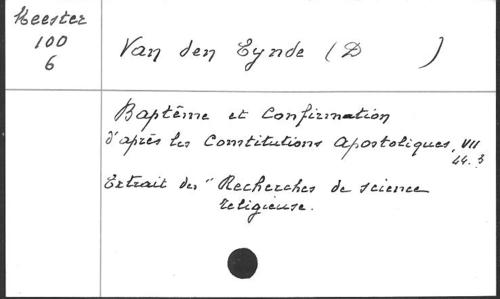 Meester
100
6
Van den Eynde (D )
Baptême et Confirmation
d'après les Constitutions Apostoliques, VII
44.3
Extrait des "Recherches de science
religieuse.